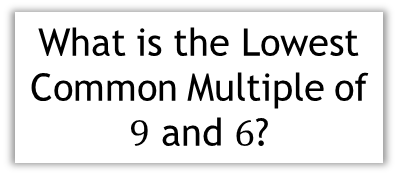 What is the Lowest
Common Multiple of
9 and 6?